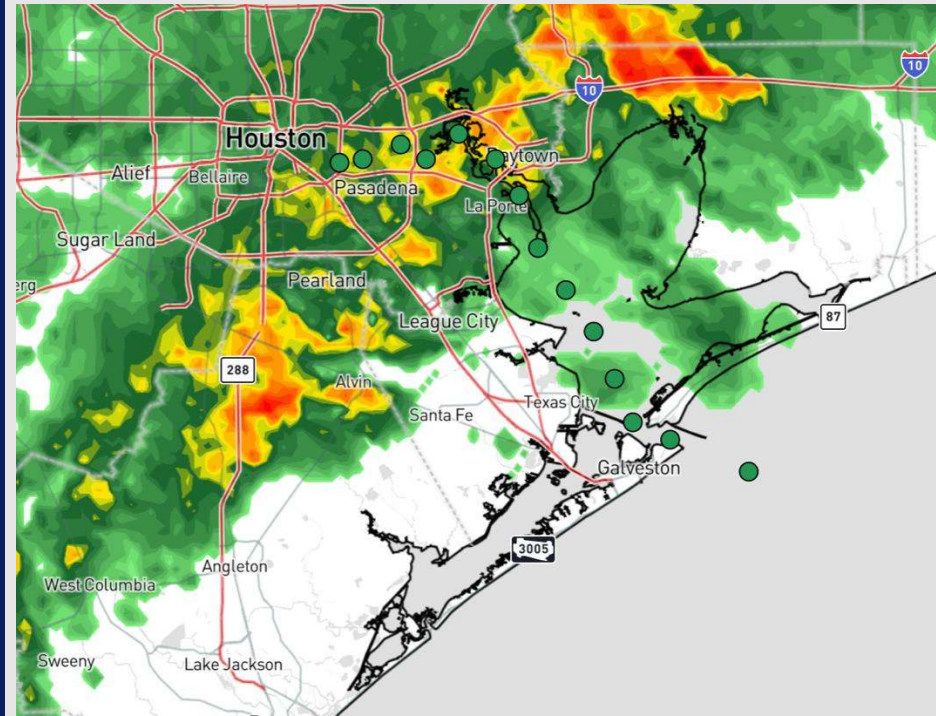 10
10
Houston
Baytown
Alief
Bellaire
Pasadena
La Porte
Sugar Land
erg
Pearland
87
League City
288
Alvin
Texas City
Santa Fe
Galveston
3005
Angleton
West Columbia
Sweeny
Lake Jackson